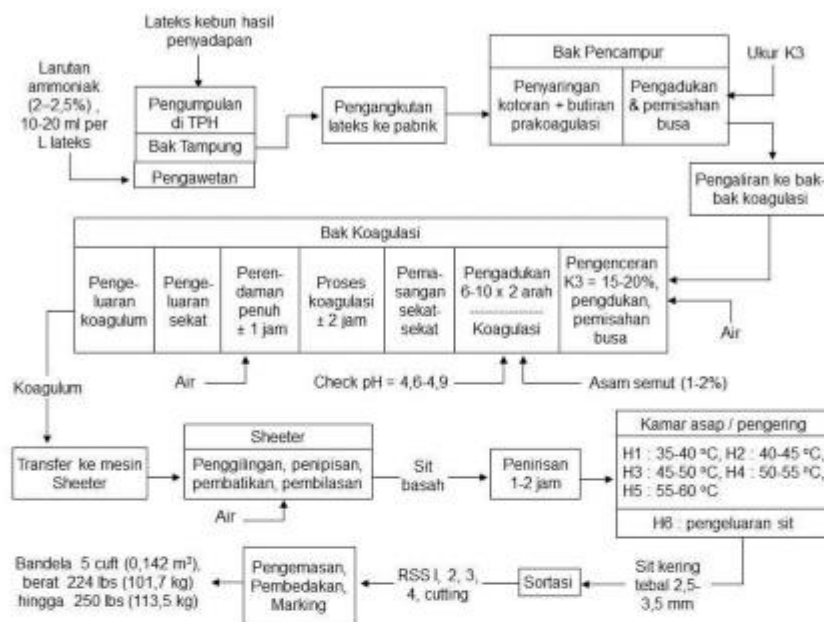 Lateks kebun hasil
penyadapan
Larutan
ammoniak
(2–2,5%) ,
10-20 ml per
L lateks
Pengumpulan
di TPH
Bak Tampung
Pengawetan
Pengangkutan
lateks ke pabrik
Bak Pencampur
Penyaringan
kotoran + butiran
prakoagulasi
Pengadukan
& pemisahan
busa
Ukur K3
Pengaliran ke bak-
bak koagulasi
Bak Koagulasi
Penge-
luaran
koagulum
Penge-
luaran
sekat
Peren-
daman
penuh
± 1 jam
Proses
koagulasi
± 2 jam
Pema-
sangan
sekat-
sekat
Pengadukan
6-10 x 2 arah
------------
Koagulasi
Pengenceran
K3 = 15-20%,
pengdukan,
pemisahan
busa
Air
Air
Check pH = 4,6-4,9
Asam semut (1-2%)
Koagulum
Transfer ke mesin
Sheeter
Sheeter
Penggilingan, penipisan,
pembatikan, pembilasan
Air
Sit
basah
Penirisan
1-2 jam
Kamar asap / pengering
H1 : 35-40 ºC, H2 : 40-45 ºC,
H3 : 45-50 ºC, H4 : 50-55 ºC,
H5 : 55-60 ºC
H6 : pengeluaran sit
Sit kering
tebal 2,5-
3,5 mm
Sortasi
RSS I, 2, 3,
4, cutting
Pengemasan,
Pembedakan,
Marking
Bandela 5 cuft (0,142 m³),
berat 224 lbs (101,7 kg)
hingga 250 lbs (113,5 kg)